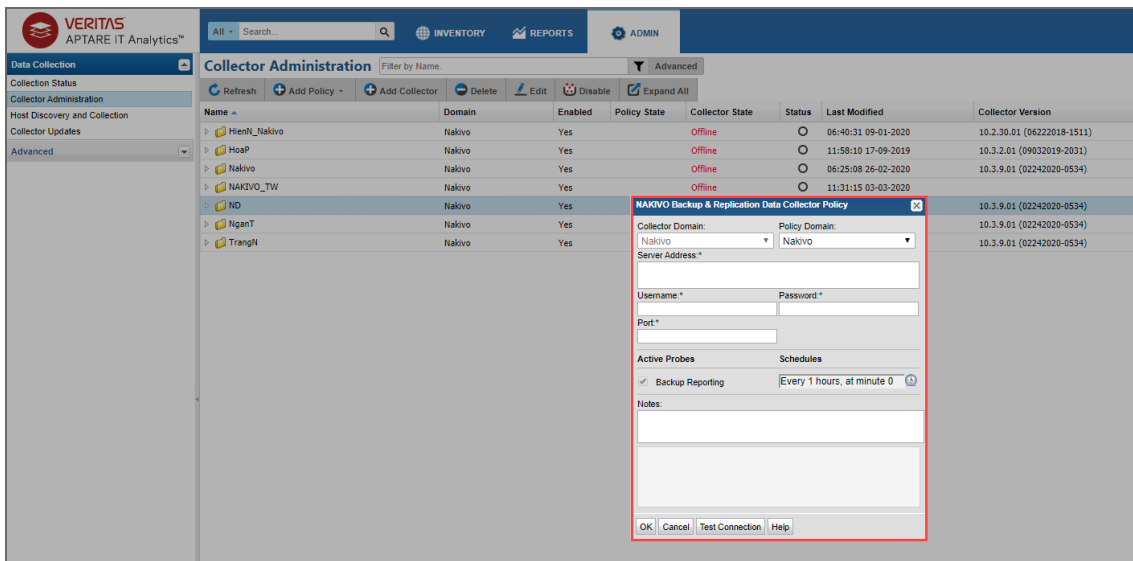 VERITAS
APTARE IT Analytics™
All Search...
INVENTORY
REPORTS
ADMIN
Data Collection
Collection Status
Collector Administration
Host Discovery and Collection
Collector Updates
Advanced
Collector Administration Filter by Name. Advanced
Refresh Add Policy Add Collector Delete Edit Disable Expand All
Name Domain Enabled Policy State Collector State Status Last Modified Collector Version
HienN_Nakivo Nakivo Yes Offline 06:40:31 09-01-2020 10.2.30.01 (06222018-1511)
HoaP Nakivo Yes Offline 11:58:10 17-09-2019 10.3.2.01 (09032019-2031)
Nakivo Nakivo Yes Offline 06:25:08 26-02-2020 10.3.9.01 (02242020-0534)
NAKIVO_TW Nakivo Yes Offline 11:31:15 03-03-2020
ND Nakivo Yes 10.3.9.01 (02242020-0534)
NganT Nakivo Yes 10.3.9.01 (02242020-0534)
TrangN Nakivo Yes 10.3.9.01 (02242020-0534)
NAKIVO Backup & Replication Data Collector Policy
Collector Domain: Policy Domain:
Nakivo Nakivo
Server Address:*
Username:* Password:*
Port:*
Active Probes Schedules
Backup Reporting Every 1 hours, at minute 0
Notes:
OK Cancel Test Connection Help